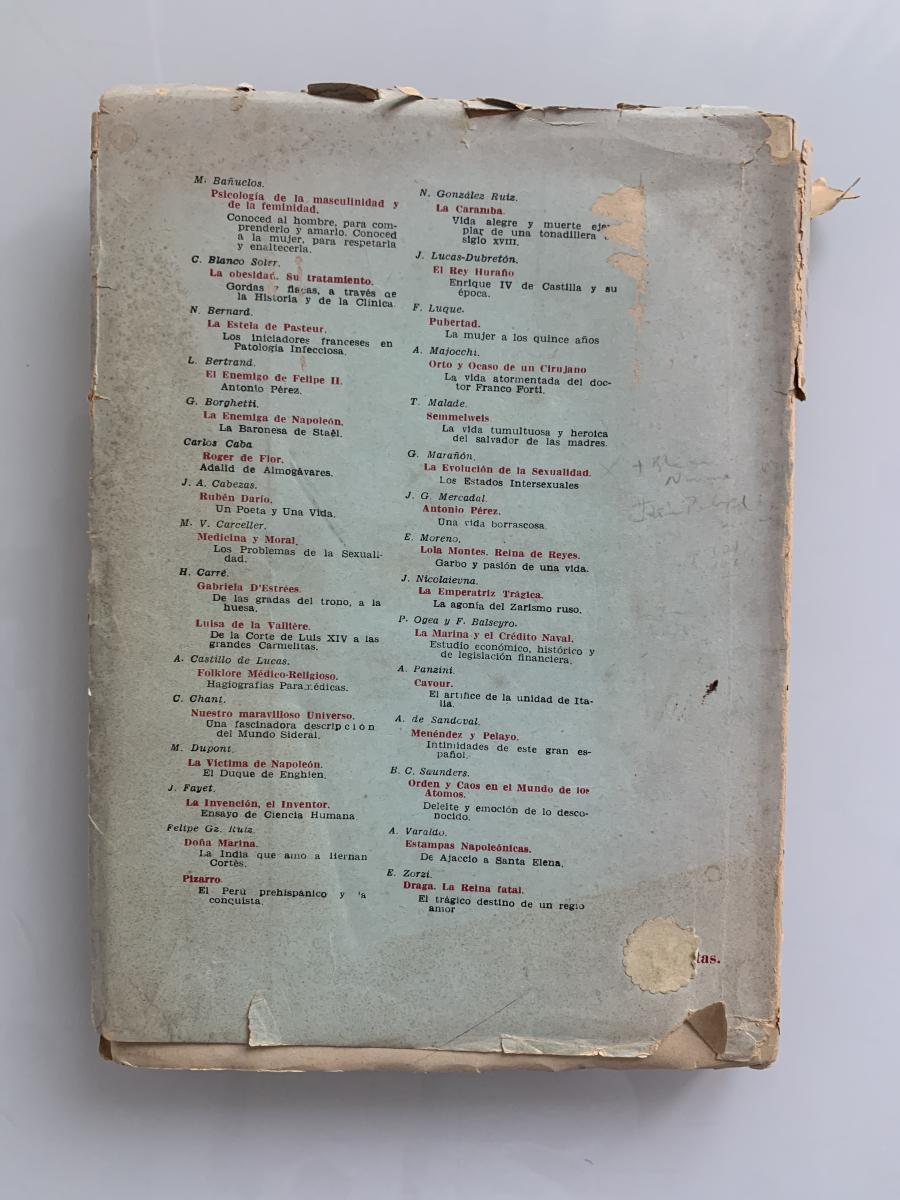 M. Bañuelos.
Psicología de la masculinidad y
de la feminidad.
Conoced al hombre, para com-
prenderlo y amarlo. Conoced
a la mujer, para respetarla
y enaltecerla.
C. Blanco Soler.
La obesidad. Su tratamiento.
Gordas y flacas, a través de
la Historia y de la Clínica
N. Bernard.
La Estela de Pasteur.
Los iniciadores franceses en
Patología Infecciosa.
L. Bertrand.
El Enemigo de Felipe II.
Antonio Pérez.
G. Borghetti.
La Enemiga de Napoleón.
La Baronesa de Staël.
Carlos Caba
Roger de Flor.
Adalid de Almogávares.
J. A. Cabezas.
Rubén Darío.
Un Poeta y Una Vida.
M. V. Carceller.
Medicina y Moral.
Los Problemas de la Sexuali-
dad.
H. Carré.
Gabriela D'Estrées.
De las gradas del trono, a la
huesa.
Luisa de la Vallière.
De la Corte de Luis XIV a las
grandes Carmelitas.
A. Castillo de Lucas.
Folklore Médico-Religioso.
Hagiografías Paramédicas.
C. Chant.
Nuestro maravilloso Universo.
Una fascinadora descripción
del Mundo Sideral.
M. Dupont.
La Víctima de Napoleón.
El Duque de Enghien.
J. Fayet.
La Invención, el Inventor.
Ensayo de Ciencia Humana
Felipe Gz. Ruiz.
Doña Marina.
La India que amó a Hernan
Cortés.
Pizarro.
El Perú prehispánico y la
conquista.
N. González Ruiz.
La Caramba.
Vida alegre y muerte
plar de una tonadillera
siglo XVIII.
J. Lucas-Dubretón.
El Rey Huraño
Enrique IV de Castilla y su
época.
F. Luque.
Pubertad.
La mujer a los quince años
A. Majocchi.
Orto y Ocaso de un Cirujano
La vida atormentada del doc-
tor Franco Forti.
T. Malade.
Semmelweis
La vida tumultuosa y heroica
del salvador de las madres.
G. Marañón.
La Evolución de la Sexualidad.
Los Estados Intersexuales
J. G. Mercadal.
Antonio Pérez.
Una vida borrascosa.
E. Moreno.
Lola Montes. Reina de Reyes.
Garbo y pasión de una vida.
J. Nicolaievna.
La Emperatriz Trágica.
La agonía del Zarismo ruso.
P. Ogea y F. Balseyro.
La Marina y el Crédito Naval.
Estudio económico, histórico y
de legislación financiera.
A. Panzini.
Cavour.
El artífice de la unidad de Ita-
lia.
A. de Sandoval.
Menéndez y Pelayo.
Intimidades de este gran es-
pañol.
B. C. Saunders.
Orden y Caos en el Mundo de los
Atomos.
Deleite y emoción de lo desco-
nocido.
A. Varaldo.
Estampas Napoleónicas.
De Ajaccio a Santa Elena.
E. Zorzi.
Draga. La Reina fatal.
El trágico destino de un regio
amor
tas.